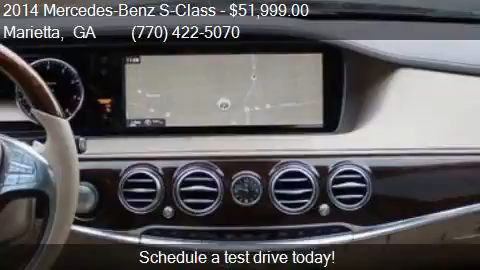 2014 Mercedes-Benz S-Class - $51,999.00
Marietta,  GA      (770) 422-5070
Schedule a test drive today!